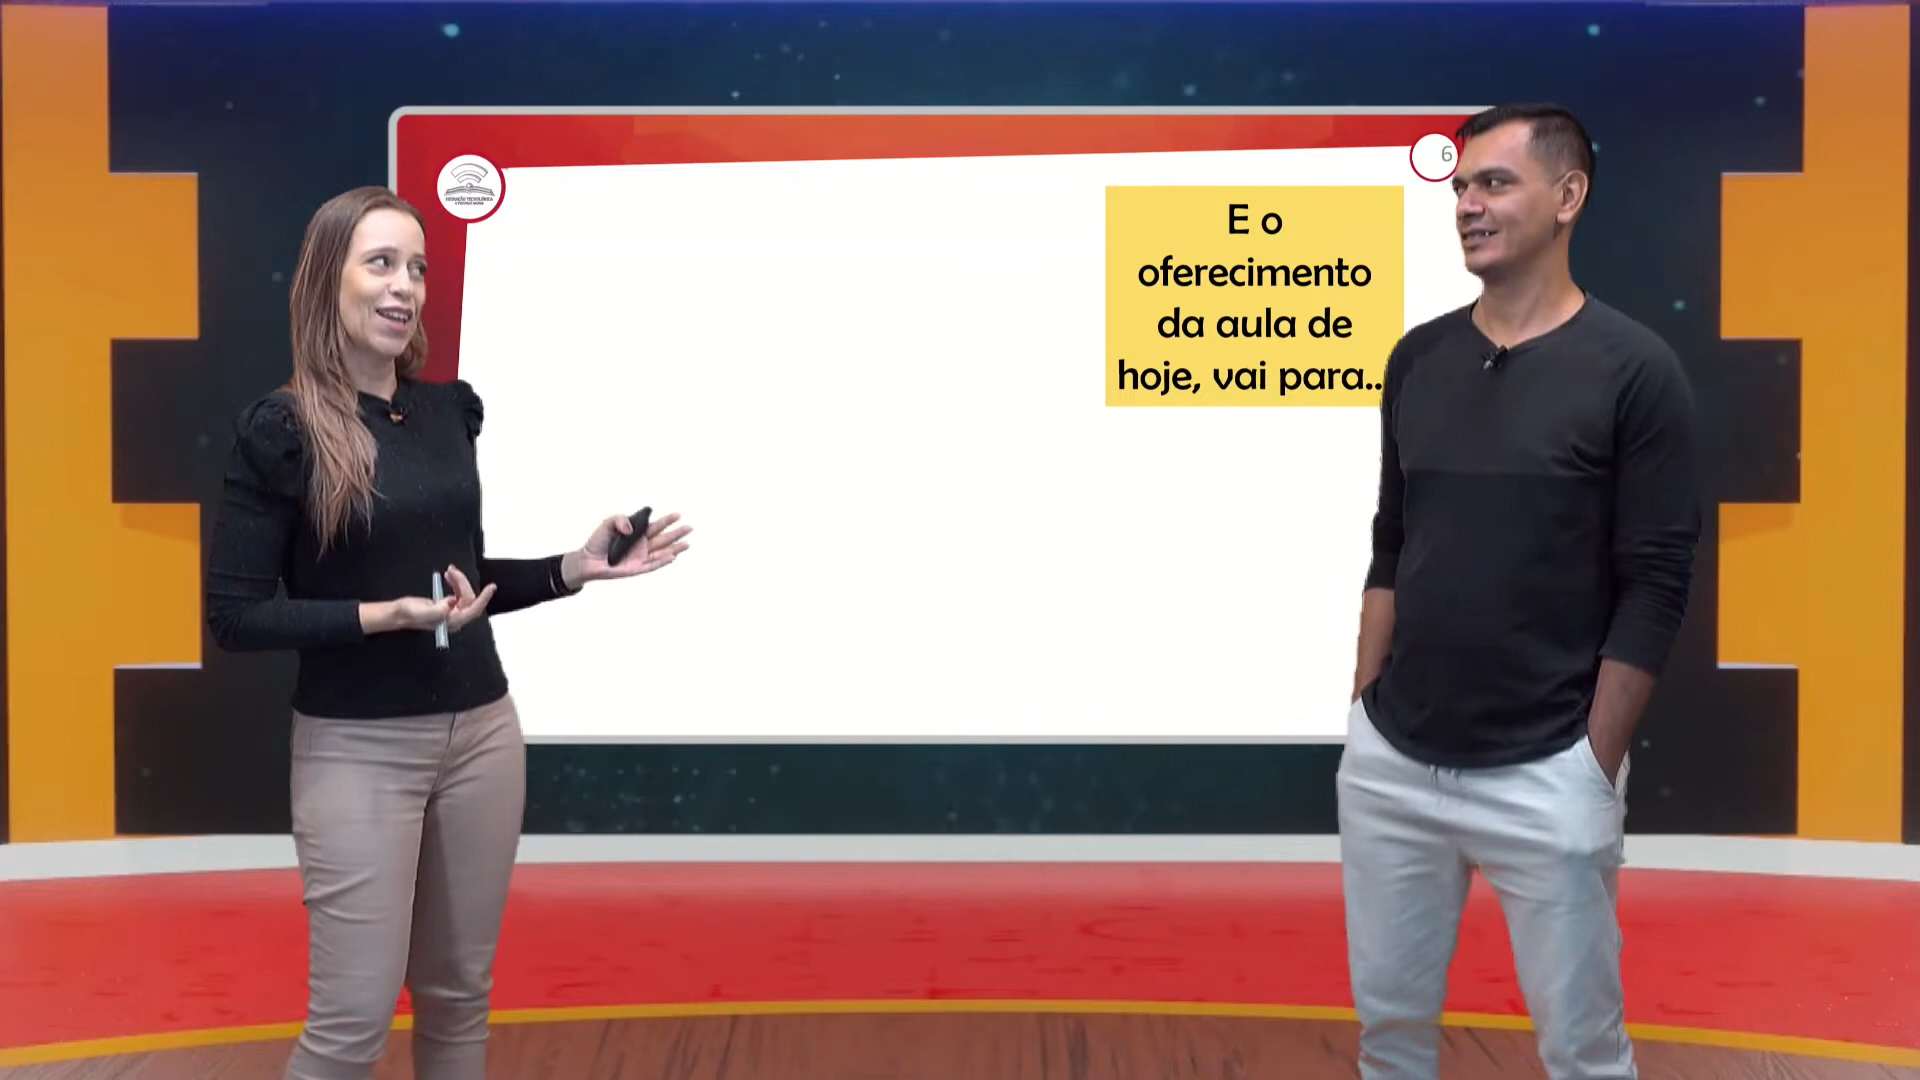 6
E o
oferecimento
da aula de
hoje, vai para..